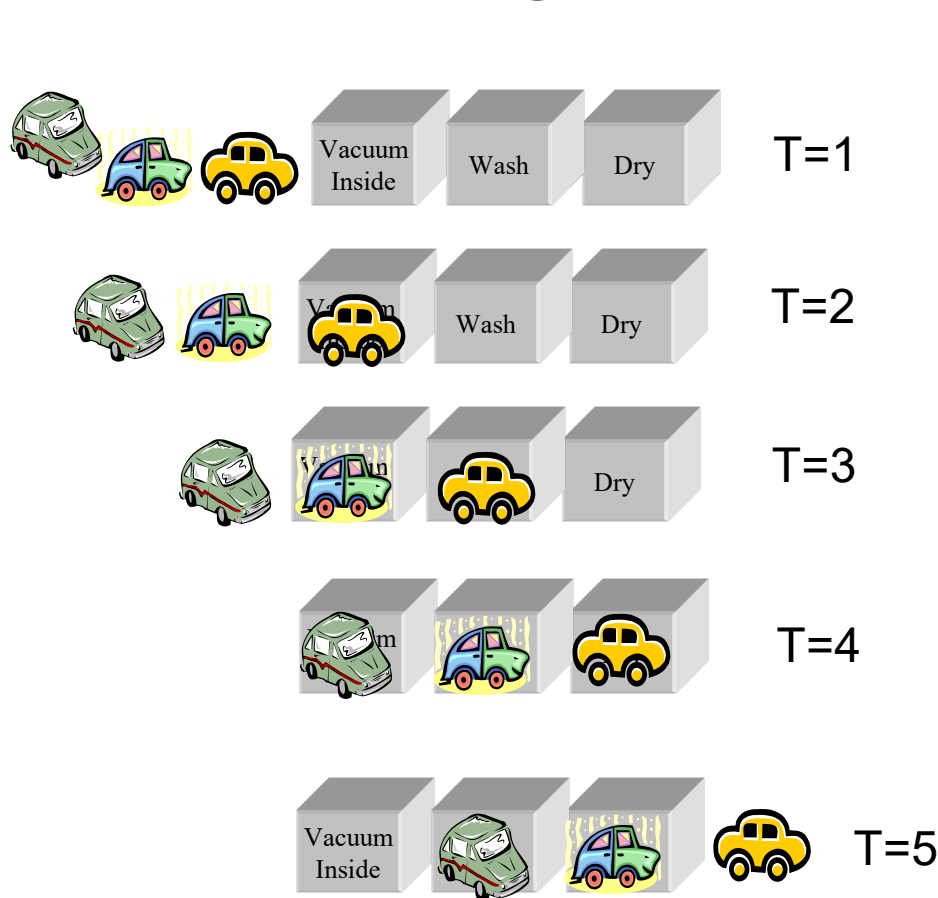 Vacuum
Inside
Wash
Dry
T=1
Wash
Dry
T=2
Dry
T=3
T=4
Vacuum
Inside
T=5